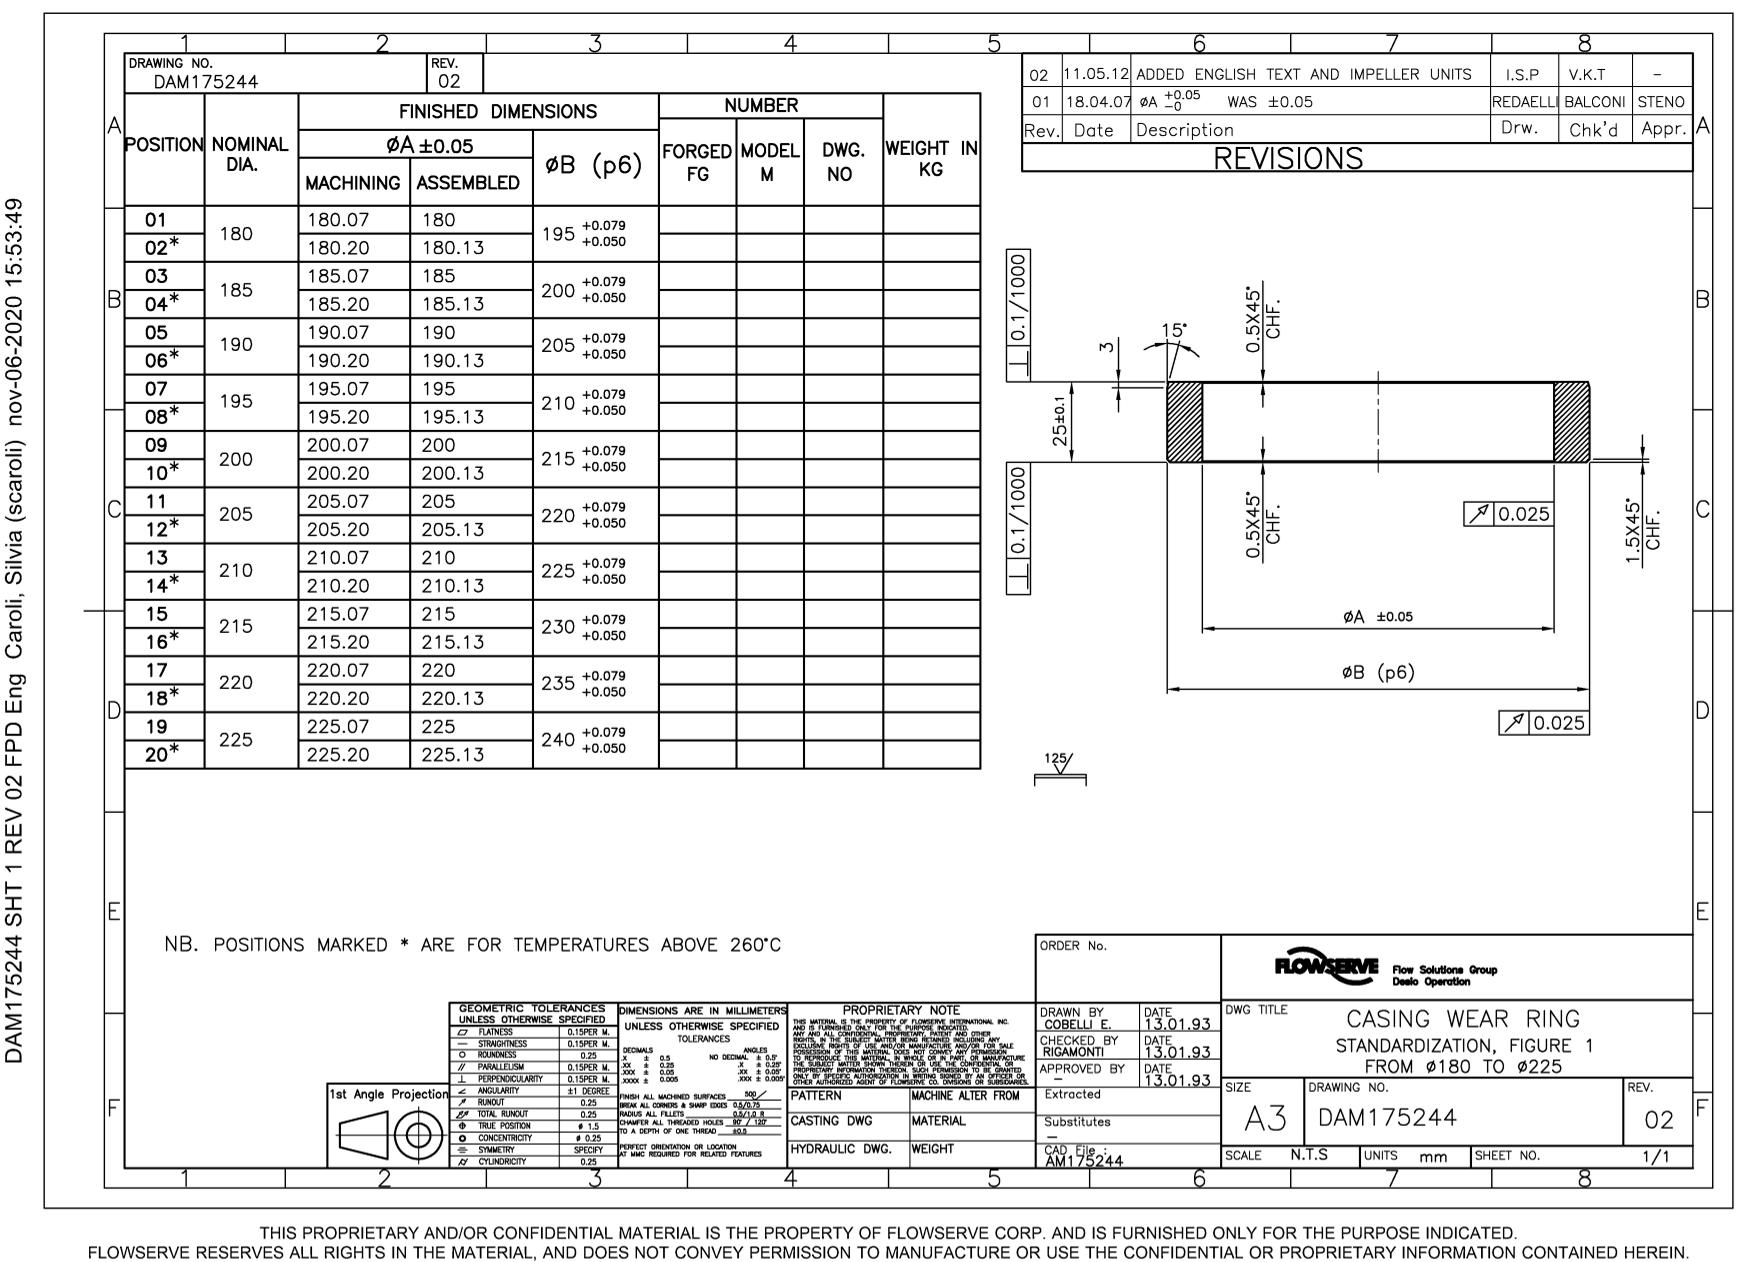 DAM175244 SHT 1 REV 02 FPD Eng Caroli, Silvia (scaroli) nov-06-2020 15:53:49
1 2 3 4 5 6 7 8
A B C D E F
DRAWING NO.
DAM175244
REV.
02
POSITION
NOMINAL DIA.
FINISHED DIMENSIONS
øA ±0.05
MACHINING ASSEMBLED
øB (p6)
NUMBER
FORGED FG
MODEL M
DWG. NO
WEIGHT IN KG
01 180 180.07 180 195 +0.079 +0.050
02* 180.20 180.13
03 185 185.07 185 200 +0.079 +0.050
04* 185.20 185.13
05 190 190.07 190 205 +0.079 +0.050
06* 190.20 190.13
07 195 195.07 195 210 +0.079 +0.050
08* 195.20 195.13
09 200 200.07 200 215 +0.079 +0.050
10* 200.20 200.13
11 205 205.07 205 220 +0.079 +0.050
12* 205.20 205.13
13 210 210.07 210 225 +0.079 +0.050
14* 210.20 210.13
15 215 215.07 215 230 +0.079 +0.050
16* 215.20 215.13
17 220 220.07 220 235 +0.079 +0.050
18* 220.20 220.13
19 225 225.07 225 240 +0.079 +0.050
20* 225.20 225.13
02 11.05.12 ADDED ENGLISH TEXT AND IMPELLER UNITS I.S.P V.K.T -
01 18.04.07 øA +0.05 -0 WAS ±0.05 REDAELLI BALCONI STENO
Rev. Date Description Drw. Chk'd Appr.
REVISIONS
⊥ 0.1/1000
3
15°
0.5X45° CHF.
25±0.1
⊥ 0.1/1000
0.5X45° CHF.
0.025
1.5X45° CHF.
øA ±0.05
øB (p6)
0.025
125/
NB. POSITIONS MARKED * ARE FOR TEMPERATURES ABOVE 260°C
1st Angle Projection
GEOMETRIC TOLERANCES
UNLESS OTHERWISE SPECIFIED
FLATNESS 0.15PER M.
STRAIGHTNESS 0.15PER M.
ROUNDNESS 0.25
PARALLELISM 0.15PER M.
PERPENDICULARITY 0.15PER M.
ANGULARITY ±1 DEGREE
RUNOUT 0.25
TOTAL RUNOUT 0.25
TRUE POSITION ø 1.5
CONCENTRICITY ø 0.25
SYMMETRY SPECIFY
CYLINDRICITY 0.25
DIMENSIONS ARE IN MILLIMETERS
UNLESS OTHERWISE SPECIFIED
TOLERANCES
DECIMALS ANGLES
.X ± 0.5 NO DECIMAL ± 0.5°
.XX ± 0.25 .X ± 0.25°
.XXX ± 0.05 .XX ± 0.05°
.XXXX ± 0.005 .XXX ± 0.005°
FINISH ALL MACHINED SURFACES 500/
BREAK ALL CORNERS & SHARP EDGES 0.5/0.75
RADIUS ALL FILLETS 0.5/1.0 R
CHAMFER ALL THREADED HOLES 90° / 120°
TO A DEPTH OF ONE THREAD ±0.5
PERFECT ORIENTATION OR LOCATION
AT MMC REQUIRED FOR RELATED FEATURES
PROPRIETARY NOTE
THIS MATERIAL IS THE PROPERTY OF FLOWSERVE INTERNATIONAL INC.
AND IS FURNISHED ONLY FOR THE PURPOSE INDICATED.
ANY AND ALL CONFIDENTIAL, PROPRIETARY, PATENT AND OTHER
RIGHTS, IN THE SUBJECT MATTER BEING RETAINED INCLUDING ANY
EXCLUSIVE RIGHTS OF USE AND/OR MANUFACTURE AND/OR FOR SALE
POSSESSION OF THIS MATERIAL DOES NOT CONVEY ANY PERMISSION
TO REPRODUCE THIS MATERIAL, IN WHOLE OR IN PART, OR MANUFACTURE
THE SUBJECT MATTER SHOWN THEREIN OR USE THE CONFIDENTIAL OR
PROPRIETARY INFORMATION THEREON. SUCH PERMISSION TO BE GRANTED
ONLY BY SPECIFIC AUTHORIZATION IN WRITING SIGNED BY AN OFFICER OR
OTHER AUTHORIZED AGENT OF FLOWSERVE CO. DIVISIONS OR SUBSIDIARIES.
PATTERN MACHINE ALTER FROM
CASTING DWG MATERIAL
HYDRAULIC DWG. WEIGHT
ORDER No.
DRAWN BY
COBELLI E.
DATE
13.01.93
CHECKED BY
RIGAMONTI
DATE
13.01.93
APPROVED BY
–
DATE
13.01.93
Extracted
Substitutes
–
CAD File :
AM175244
FLOWSERVE
Flow Solutions Group
Desio Operation
DWG TITLE
CASING WEAR RING
STANDARDIZATION, FIGURE 1
FROM ø180 TO ø225
SIZE
A3
DRAWING NO.
DAM175244
REV.
02
SCALE N.T.S UNITS mm SHEET NO. 1/1
A B C D E F
1 2 3 4 5 6 7 8
THIS PROPRIETARY AND/OR CONFIDENTIAL MATERIAL IS THE PROPERTY OF FLOWSERVE CORP. AND IS FURNISHED ONLY FOR THE PURPOSE INDICATED.
FLOWSERVE RESERVES ALL RIGHTS IN THE MATERIAL, AND DOES NOT CONVEY PERMISSION TO MANUFACTURE OR USE THE CONFIDENTIAL OR PROPRIETARY INFORMATION CONTAINED HEREIN.